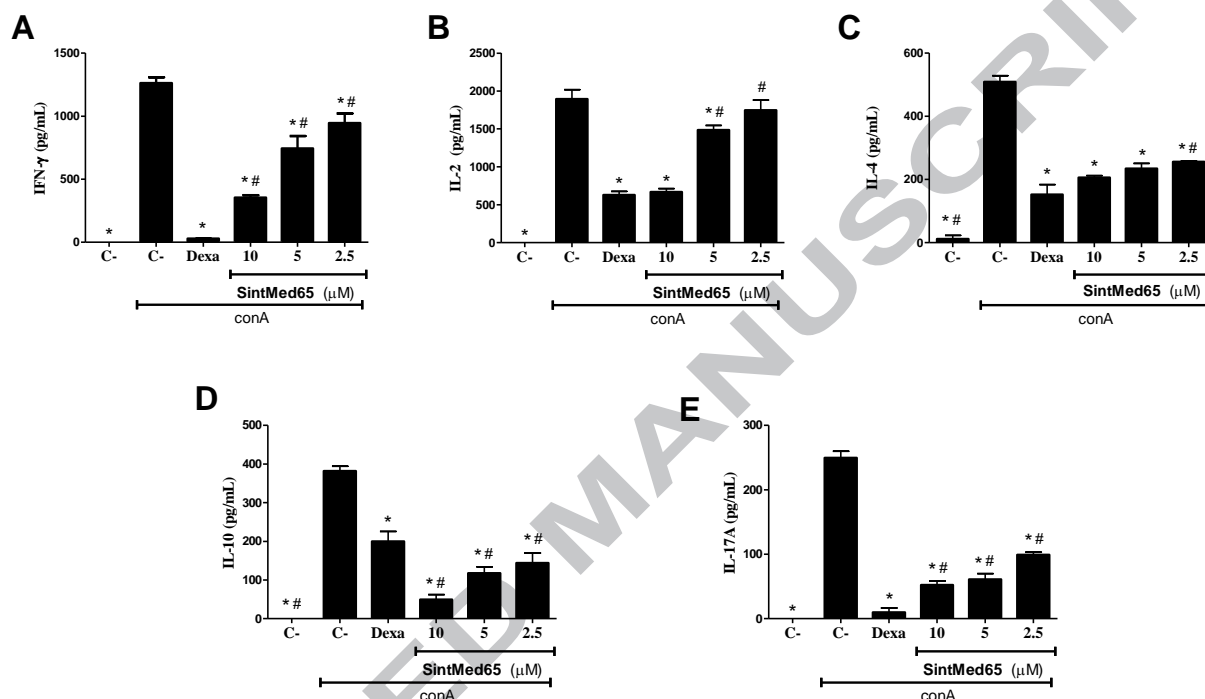 A
1500
1000
500
0
IFN-γ (pg/mL)
*
*
* #
* #
* #
C- C- Dexa 10 5 2.5
SintMed65 (μM)
conA
B
2500
2000
1500
1000
500
0
IL-2 (pg/mL)
*
*
*
* #
#
C- C- Dexa 10 5 2.5
SintMed65 (μM)
conA
C
600
400
200
0
IL-4 (pg/mL)
* #
*
*
*
* #
C- C- Dexa 10 5 2.5
SintMed65 (μM)
conA
D
500
400
300
200
100
0
IL-10 (pg/mL)
* #
*
* #
* #
* #
C- C- Dexa 10 5 2.5
SintMed65 (μM)
conA
E
300
200
100
0
IL-17A (pg/mL)
*
*
* #
* #
* #
C- C- Dexa 10 5 2.5
SintMed65 (μM)
conA
ED MANUSCRI